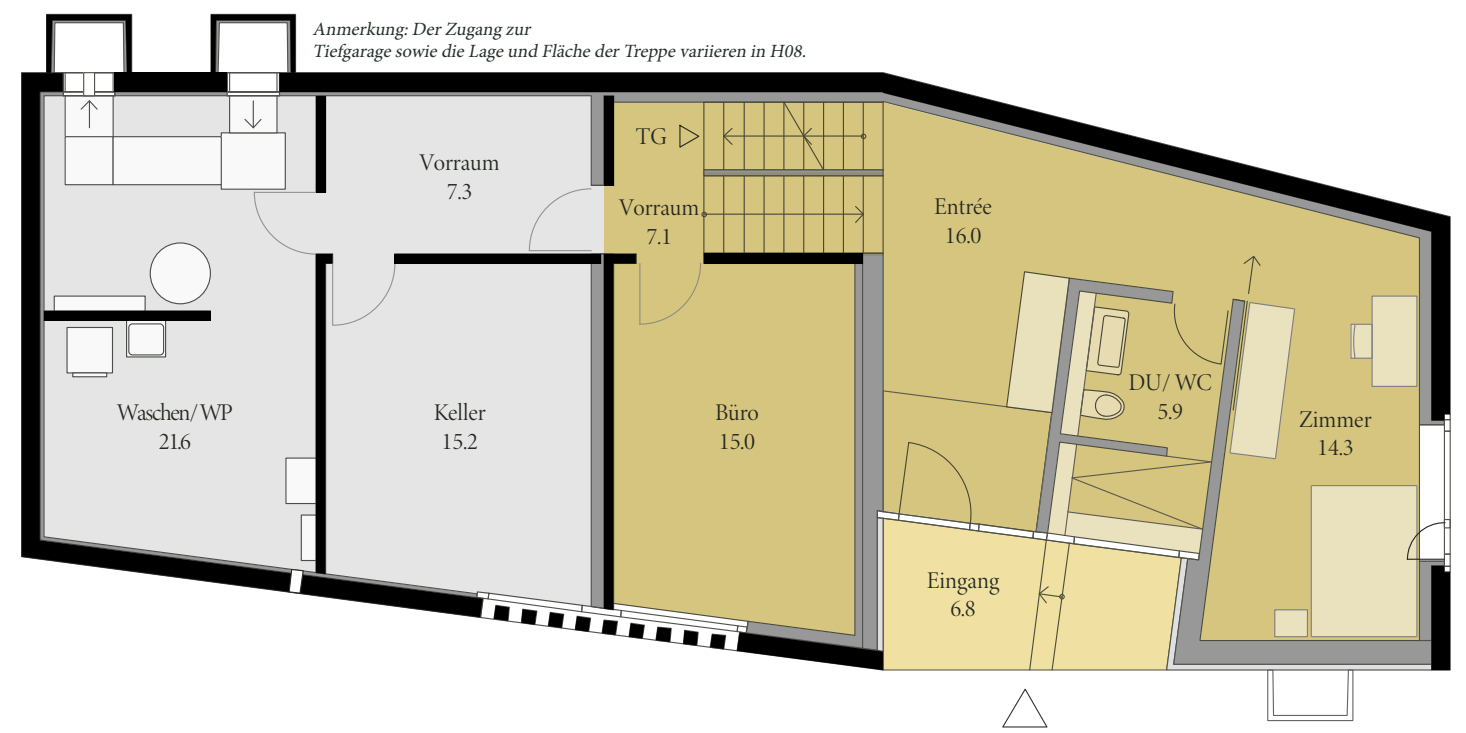 Anmerkung: Der Zugang zur
Tiefgarage sowie die Lage und Fläche der Treppe variieren in H08.
TG
Vorraum
7.3
Vorraum
7.1
Entrée
16.0
DU/ WC
5.9
Waschen/WP
21.6
Keller
15.2
Büro
15.0
Zimmer
14.3
Eingang
6.8